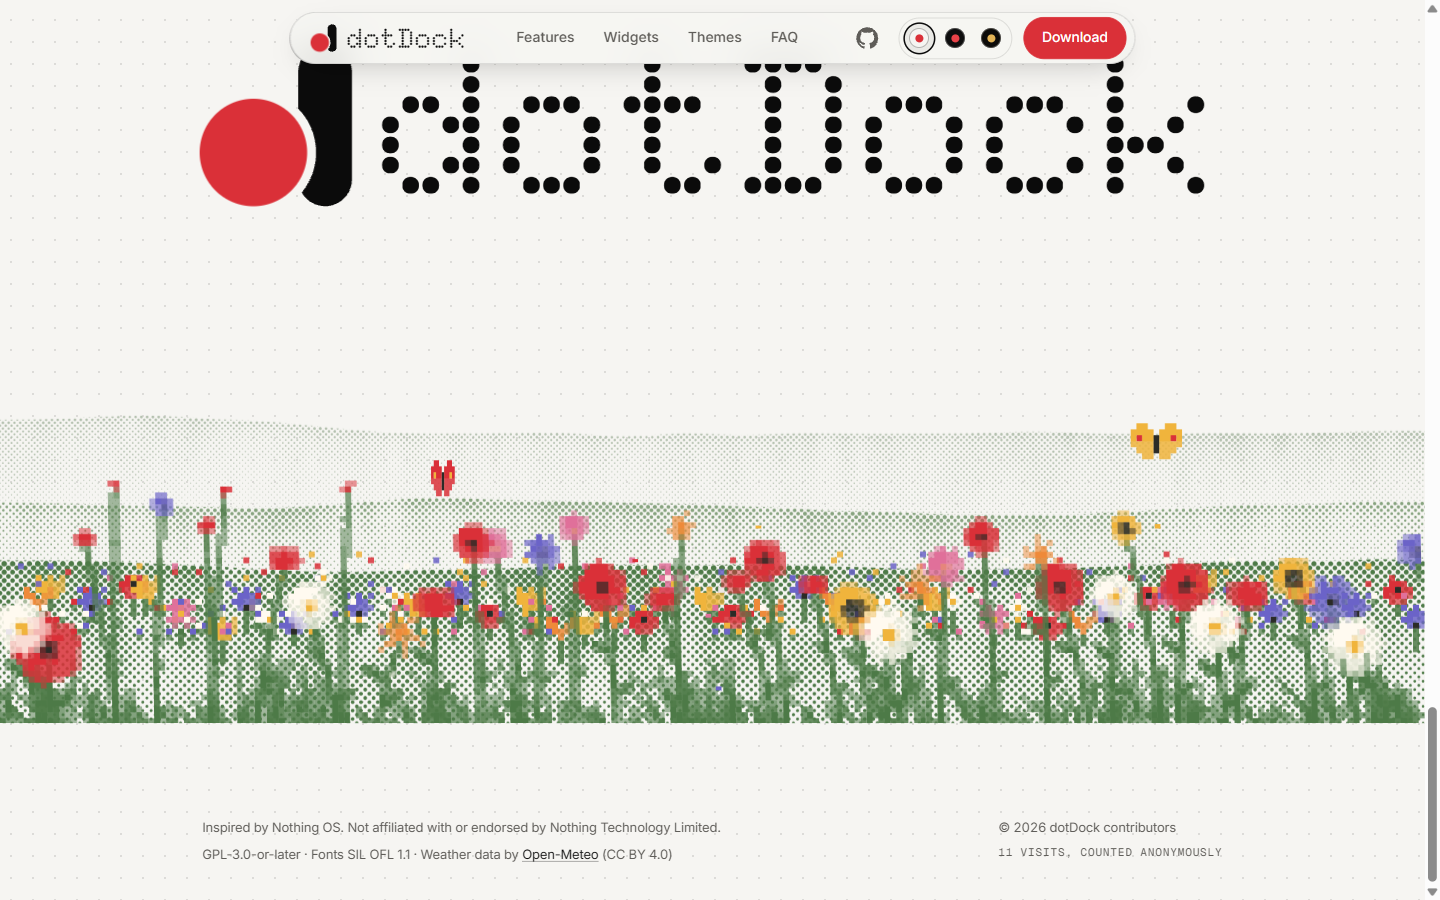 dotDock
Features
Widgets
Themes
FAQ
Download
dotDock
Inspired by Nothing OS. Not affiliated with or endorsed by Nothing Technology Limited.
GPL-3.0-or-later · Fonts SIL OFL 1.1 · Weather data by Open-Meteo (CC BY 4.0)
© 2026 dotDock contributors
11 VISITS, COUNTED ANONYMOUSLY